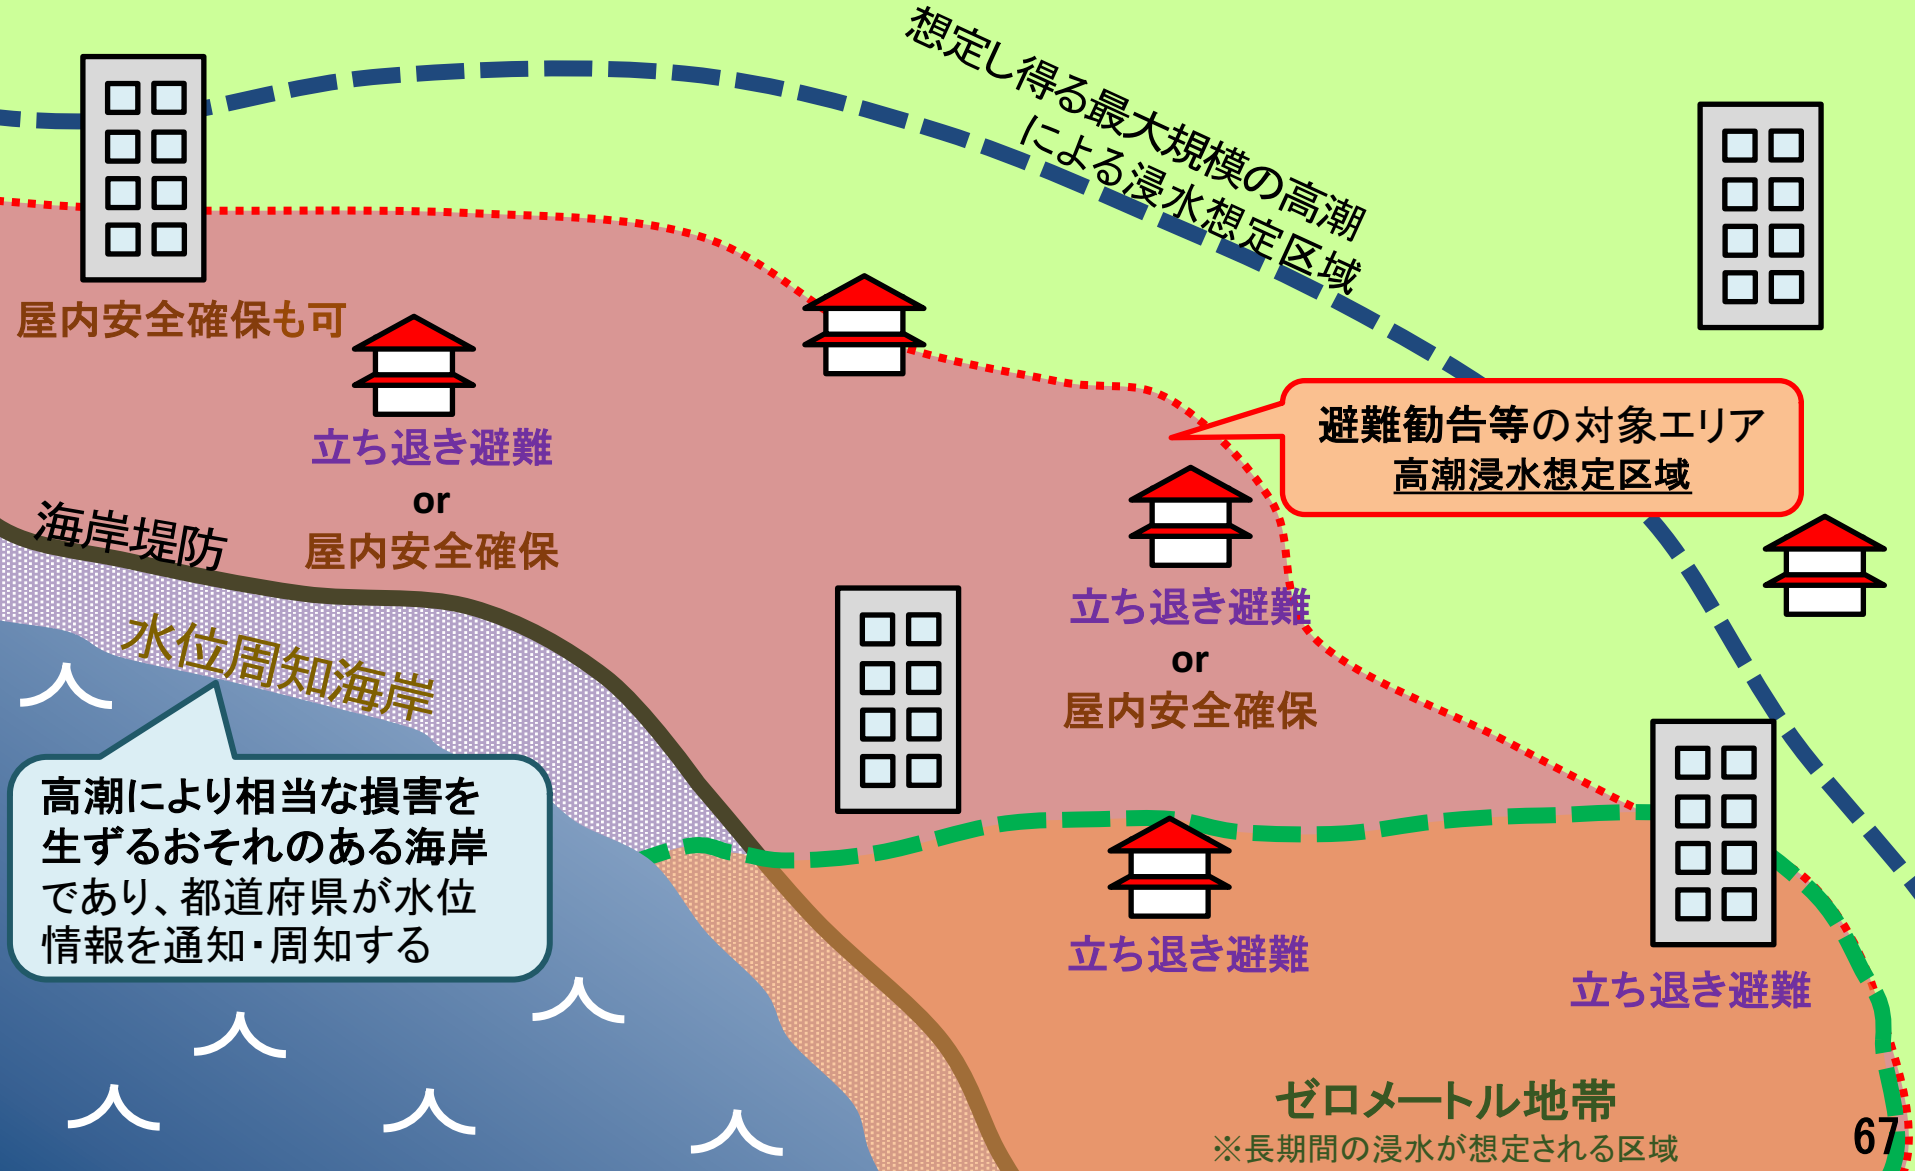 想定し得る最大規模の高潮
による浸水想定区域
屋内安全確保も可
立ち退き避難
or
屋内安全確保
避難勧告等の対象エリア
高潮浸水想定区域
海岸堤防
水位周知海岸
立ち退き避難
or
屋内安全確保
高潮により相当な損害を
生ずるおそれのある海岸
であり、都道府県が水位
情報を通知・周知する
立ち退き避難
立ち退き避難
ゼロメートル地帯
※長期間の浸水が想定される区域
67